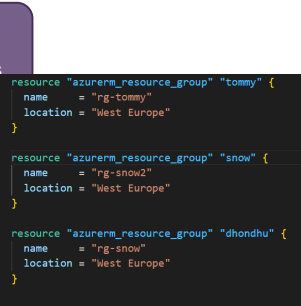 resource "azurerm_resource_group" "tommy" {
  name     = "rg-tommy"
  location = "West Europe"
}
resource "azurerm_resource_group" "snow" {
  name     = "rg-snow2"
  location = "West Europe"
}
resource "azurerm_resource_group" "dhondhu" {
  name     = "rg-snow"
  location = "West Europe"
}